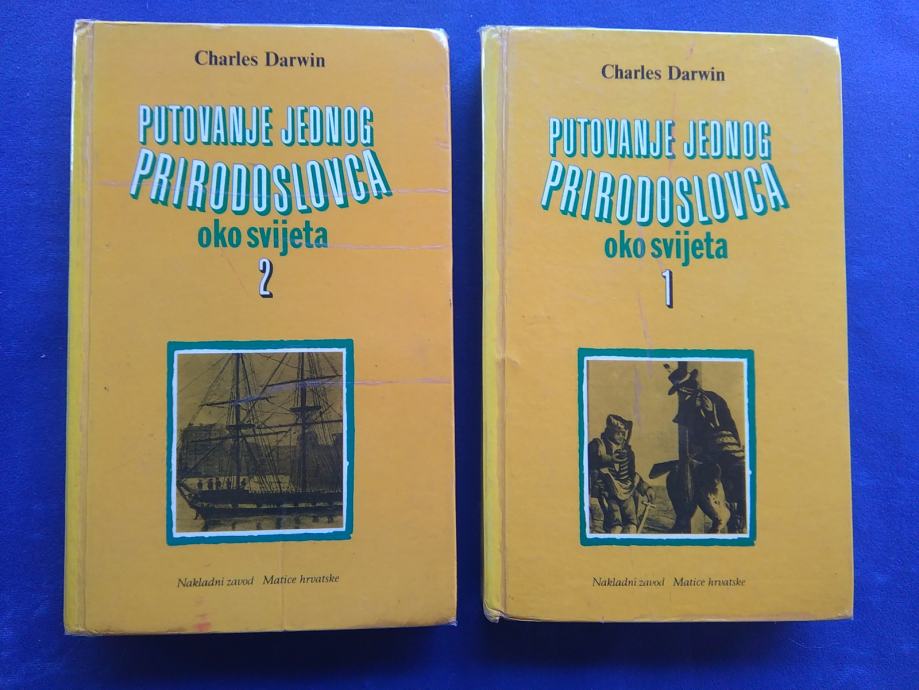 Charles Darwin
PUTOVANJE JEDNOG
PRIRODOSLOVCA
oko svijeta
2
Nakladni zavod Matice hrvatske
Charles Darwin
PUTOVANJE JEDNOG
PRIRODOSLOVCA
oko svijeta
1
Nakladni zavod Matice hrvatske